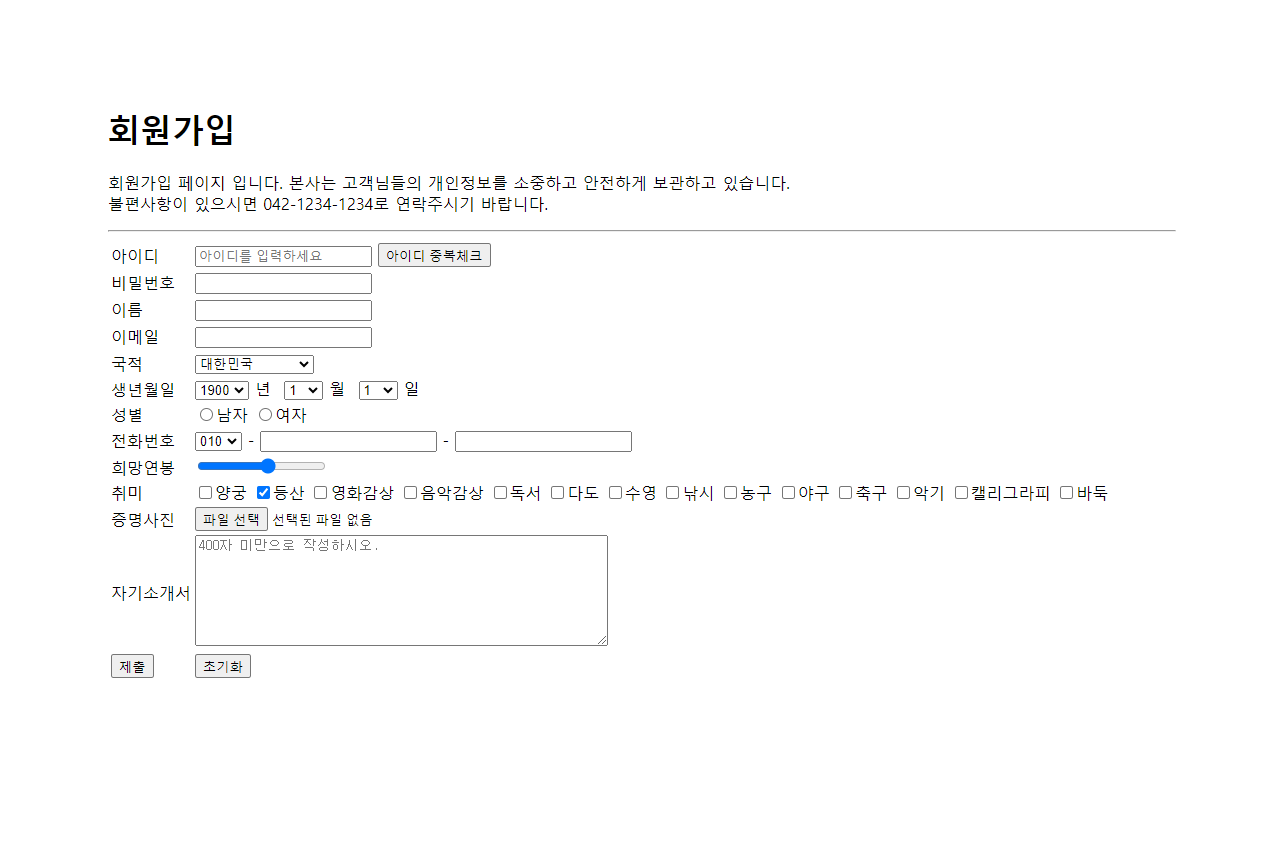 회원가입
회원가입 페이지 입니다. 본사는 고객님들의 개인정보를 소중하고 안전하게 보관하고 있습니다.
불편사항이 있으시면 042-1234-1234로 연락주시기 바랍니다.
아이디 아이디를 입력하세요 아이디 중복체크
비밀번호
이름
이메일
국적 대한민국
생년월일 1900 년 1 월 1 일
성별 남자 여자
전화번호 010 - -
희망연봉
취미 양궁 등산 영화감상 음악감상 독서 다도 수영 낚시 농구 야구 축구 악기 캘리그라피 바둑
증명사진 파일 선택 선택된 파일 없음
400자 미만으로 작성하시오.
자기소개서
제출 초기화